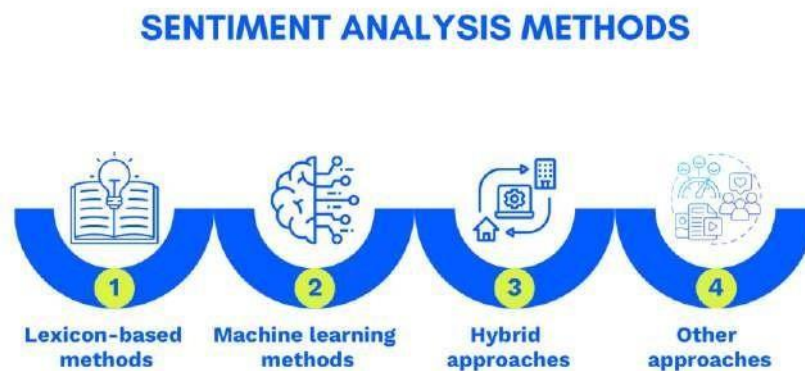 SENTIMENT ANALYSIS METHODS
1
2
3
4
Lexicon-based
methods
Machine learning
methods
Hybrid
approaches
Other
approaches